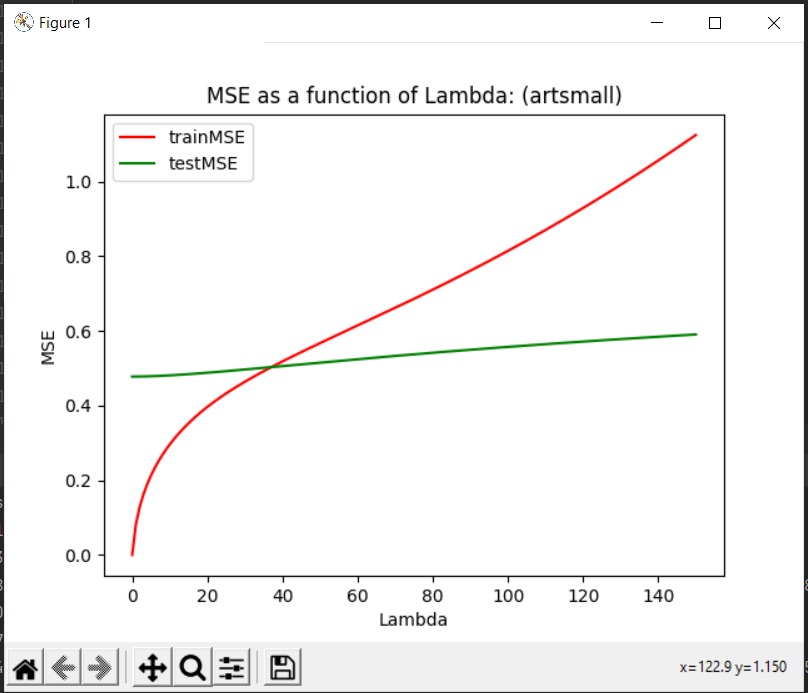 Figure 1
MSE as a function of Lambda: (artsmall)
trainMSE
testMSE
1.0
0.8
0.6
0.4
0.2
0.0
MSE
0 20 40 60 80 100 120 140
Lambda
x=122.9 y=1.150